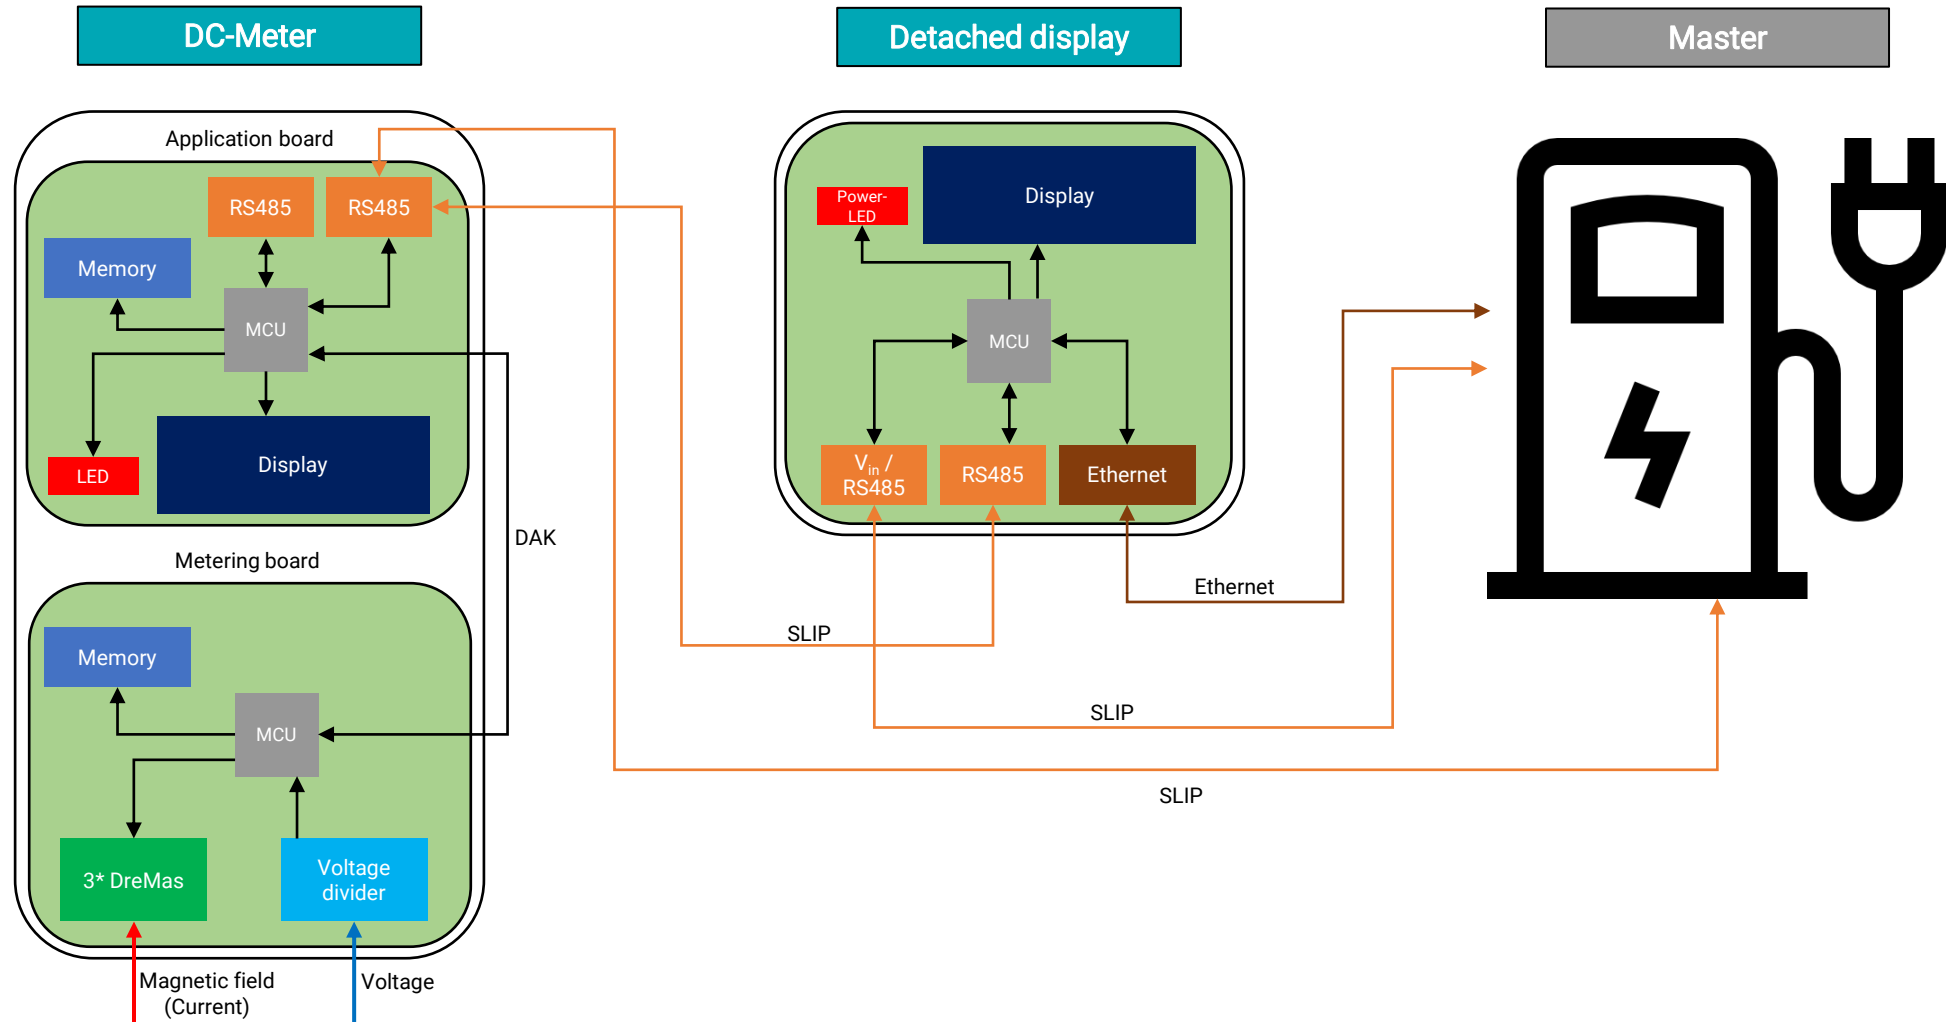 DC-Meter
Detached display
Master
Application board
RS485
RS485
Memory
MCU
LED
Display
DAK
Metering board
Memory
MCU
3* DreMas
Voltage
divider
Magnetic field
(Current)
Voltage
Power-
LED
Display
MCU
Vin /
RS485
RS485
Ethernet
Ethernet
SLIP
SLIP
SLIP